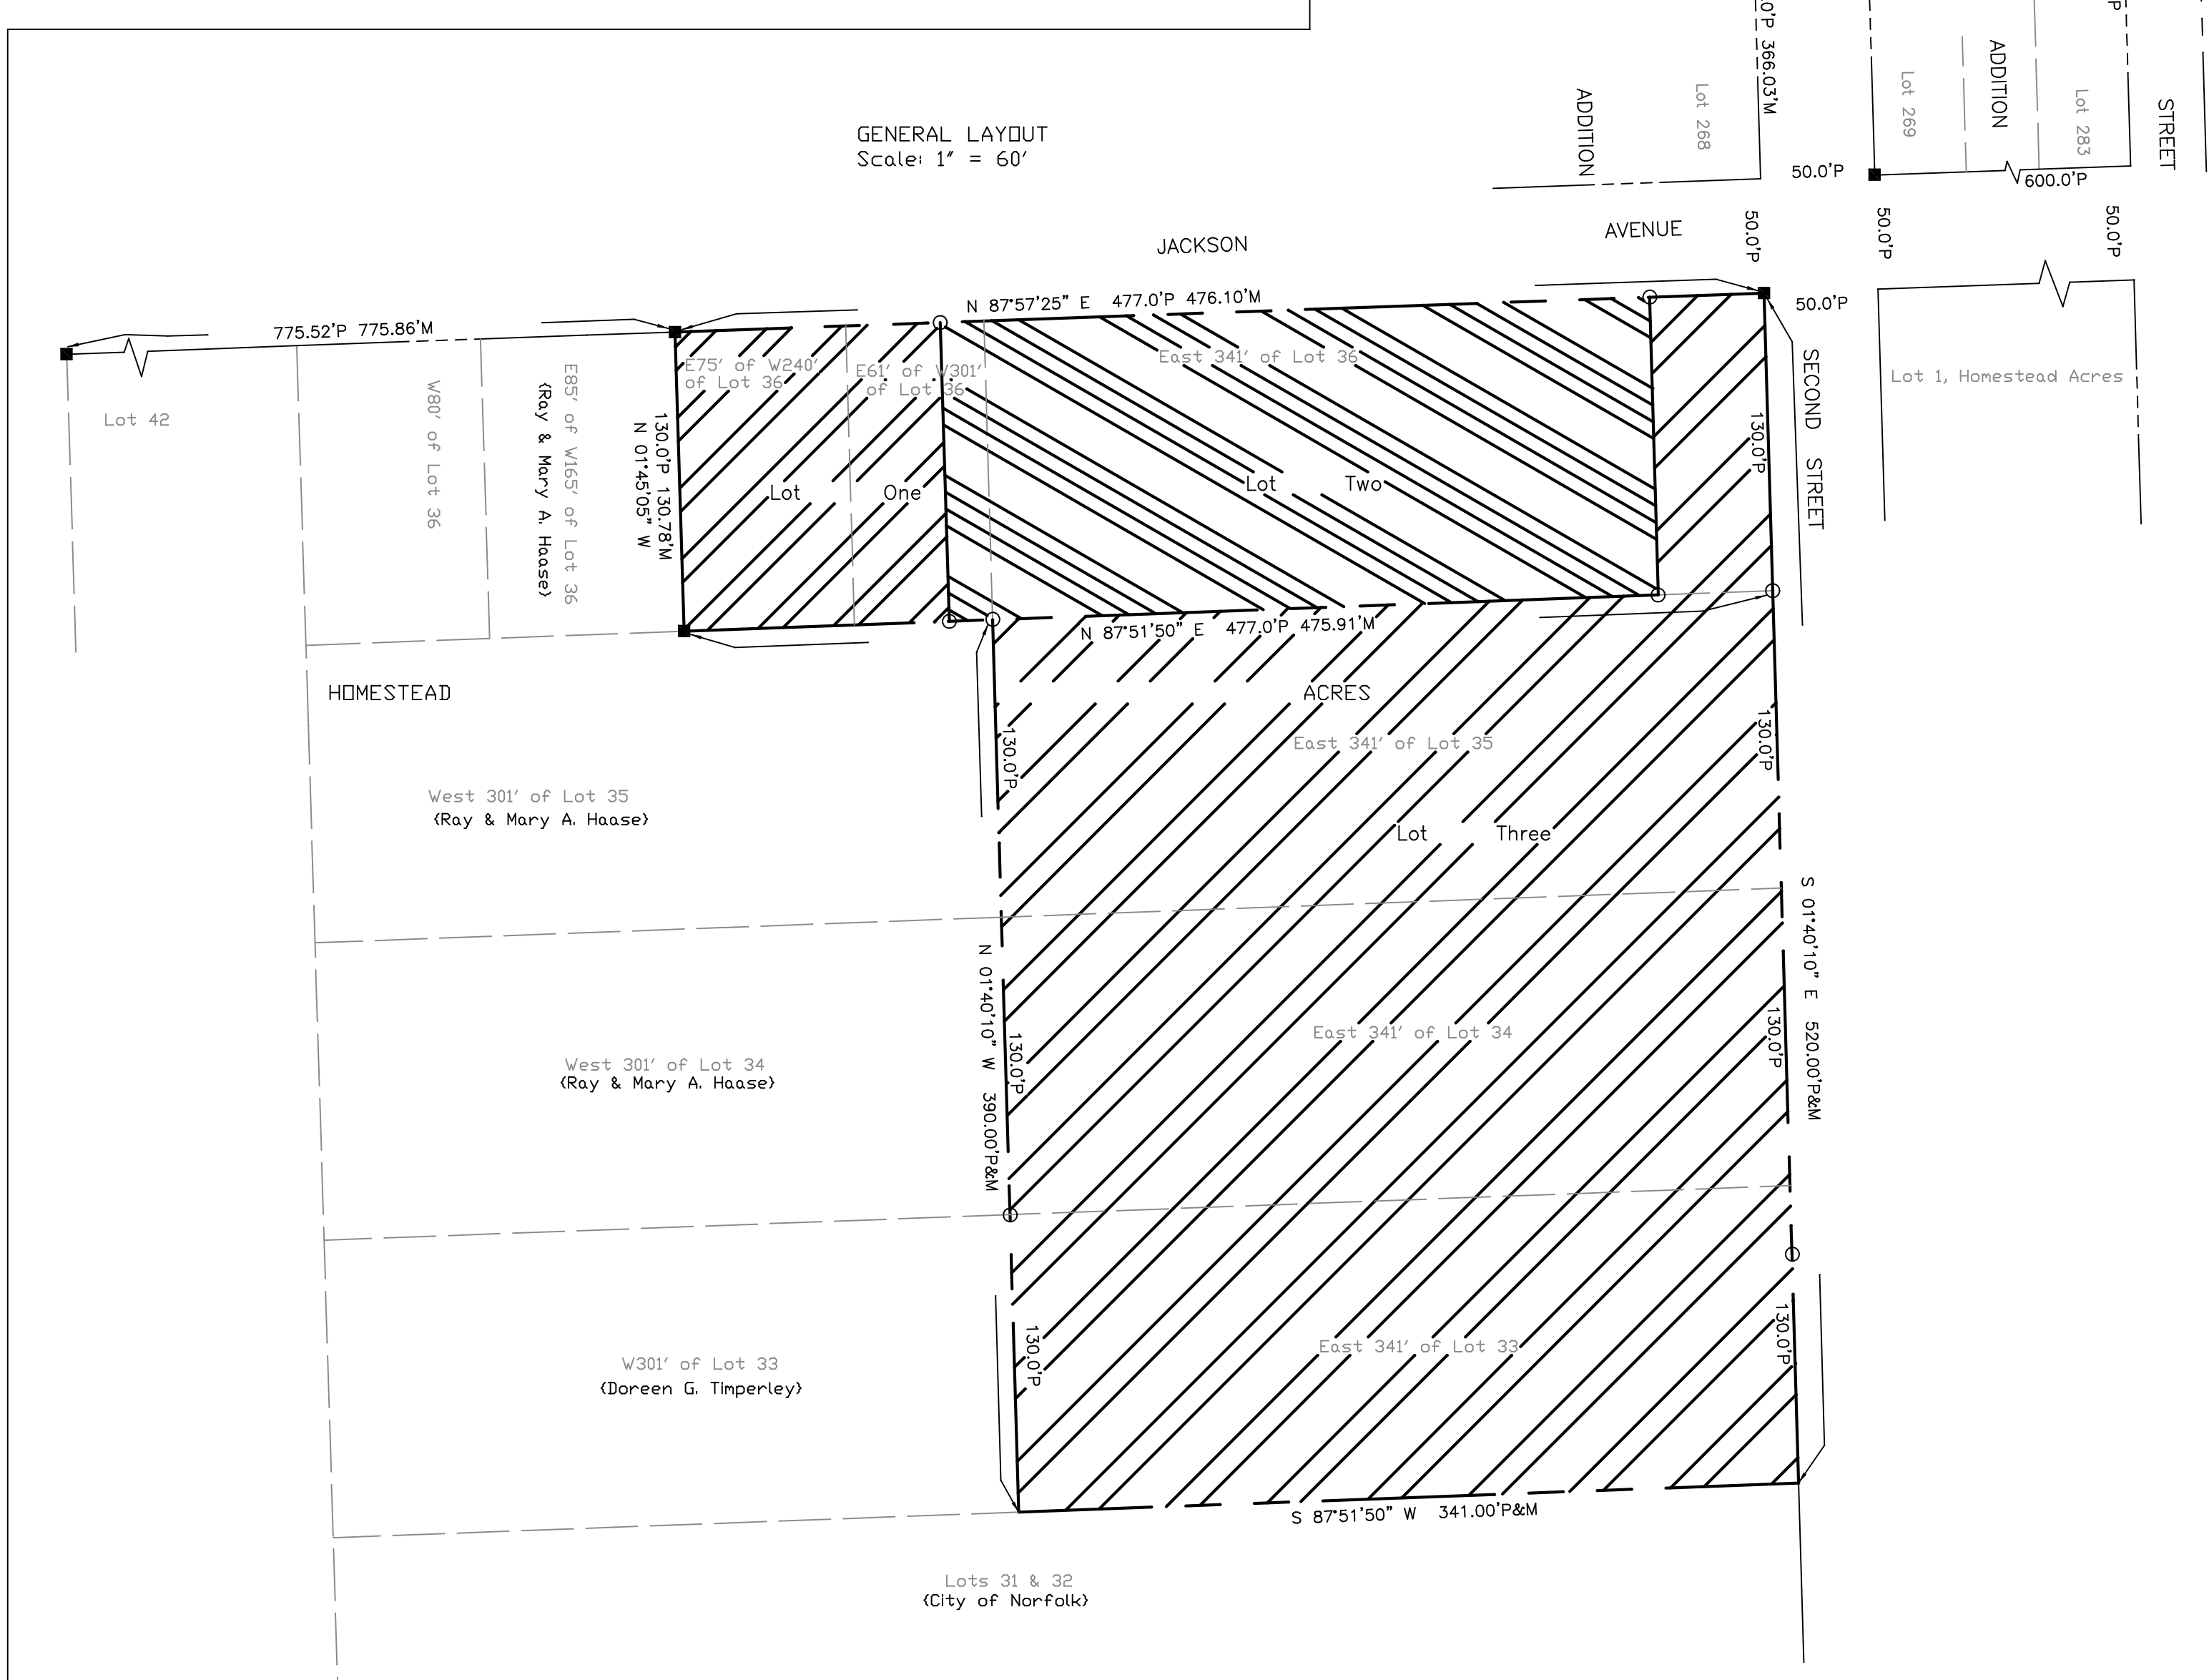 GENERAL LAYOUT
Scale: 1" = 60'
ADDITION
Lot 268
.0'P 366.03'M
Lot 269
ADDITION
Lot 283
STREET
50.0'P
600.0'P
50.0'P
50.0'P
50.0'P
JACKSON
AVENUE
N 87°57'25" E 477.0'P 476.10'M
50.0'P
775.52'P 775.86'M
SECOND STREET
Lot 1, Homestead Acres
Lot 42
W80' of Lot 36
E85' of W165' of Lot 36
{Ray & Mary A. Haase}
130.0'P 130.78'M
N 01°45'05" W
E75' of W240'
of Lot 36
E61' of W301'
of Lot 36
East 341' of Lot 36
130.0'P
Lot One
Lot Two
N 87°51'50" E 477.0'P 475.91'M
HOMESTEAD
ACRES
130.0'P
130.0'P
East 341' of Lot 35
West 301' of Lot 35
{Ray & Mary A. Haase}
Lot Three
N 01°40'10" W 390.00'P&M
S 01°40'10" E 520.00'P&M
130.0'P
130.0'P
East 341' of Lot 34
West 301' of Lot 34
{Ray & Mary A. Haase}
130.0'P
130.0'P
East 341' of Lot 33
W301' of Lot 33
{Doreen G. Timperley}
S 87°51'50" W 341.00'P&M
Lots 31 & 32
{City of Norfolk}